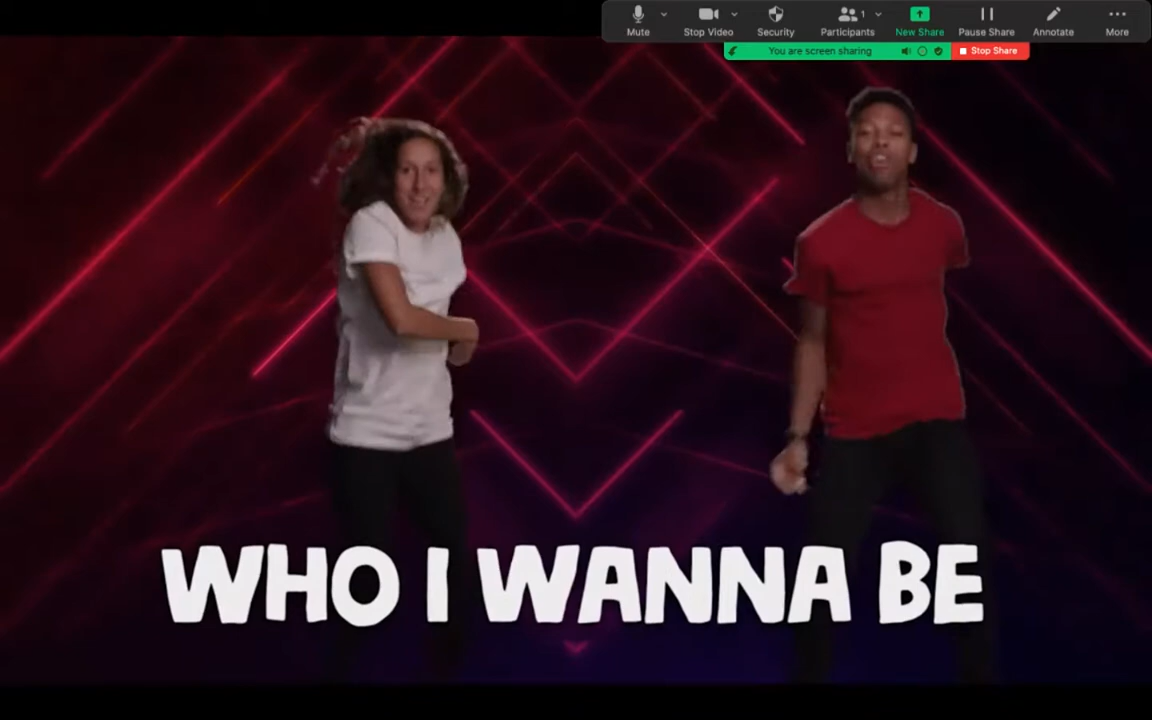 Mute
Stop Video
Security
1
Participants
New Share
Pause Share
Annotate
More
You are screen sharing
Stop Share
WHO I WANNA BE